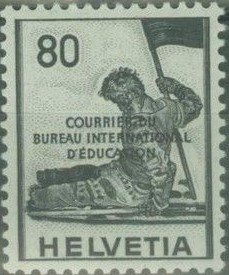 80
COURRIER DU
BUREAU INTERNATIONAL
D'ÉDUCATION
HELVETIA